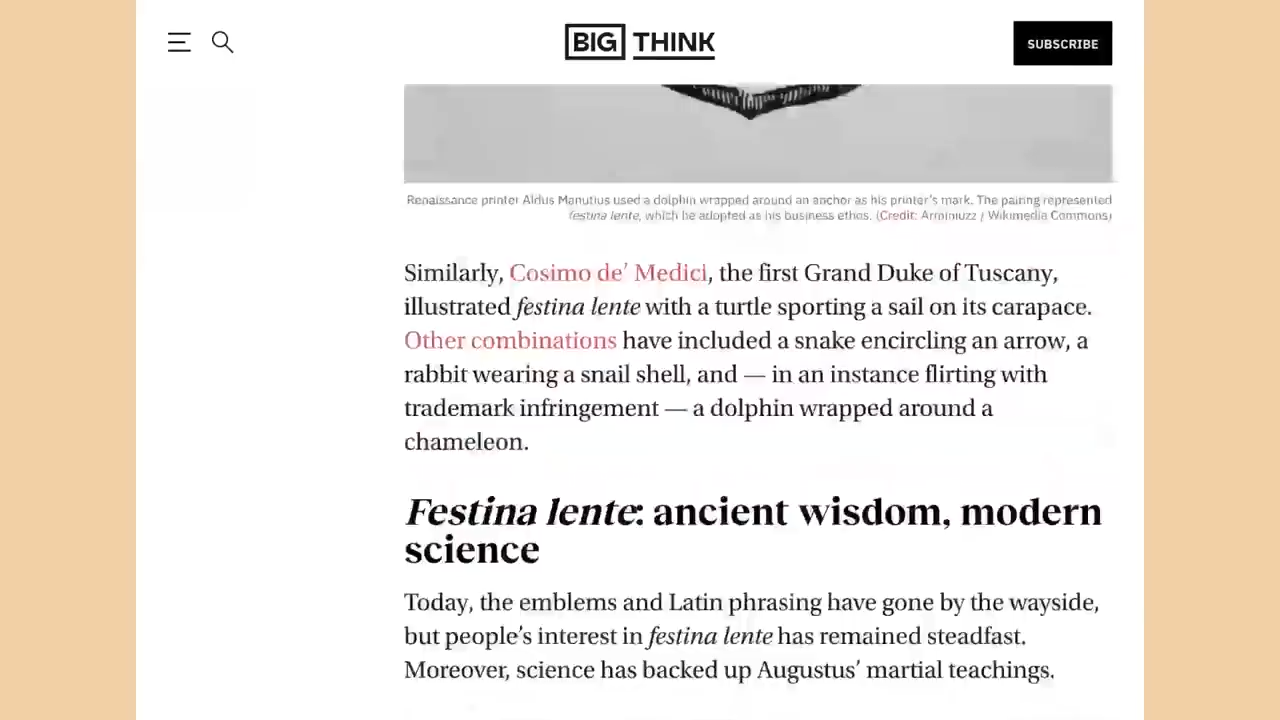 BIG THINK
SUBSCRIBE
Renaissance printer Aldus Manutius used a dolphin wrapped around an anchor as his printer's mark. The pairing represented
festina lente, which he adopted as his business ethos. (Credit: Arminiuzz / Wikimedia Commons)
Similarly, Cosimo de’ Medici, the first Grand Duke of Tuscany,
illustrated festina lente with a turtle sporting a sail on its carapace.
Other combinations have included a snake encircling an arrow, a
rabbit wearing a snail shell, and — in an instance flirting with
trademark infringement — a dolphin wrapped around a
chameleon.
Festina lente: ancient wisdom, modern
science
Today, the emblems and Latin phrasing have gone by the wayside,
but people’s interest in festina lente has remained steadfast.
Moreover, science has backed up Augustus’ martial teachings.